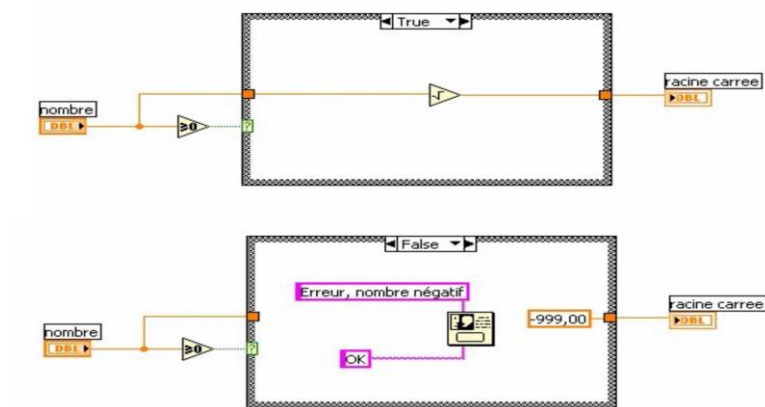 True
nombre
DBL
≥0
?
√
racine carree
DBL
False
Erreur, nombre négatif
nombre
DBL
≥0
?
OK
-999,00
racine carree
DBL